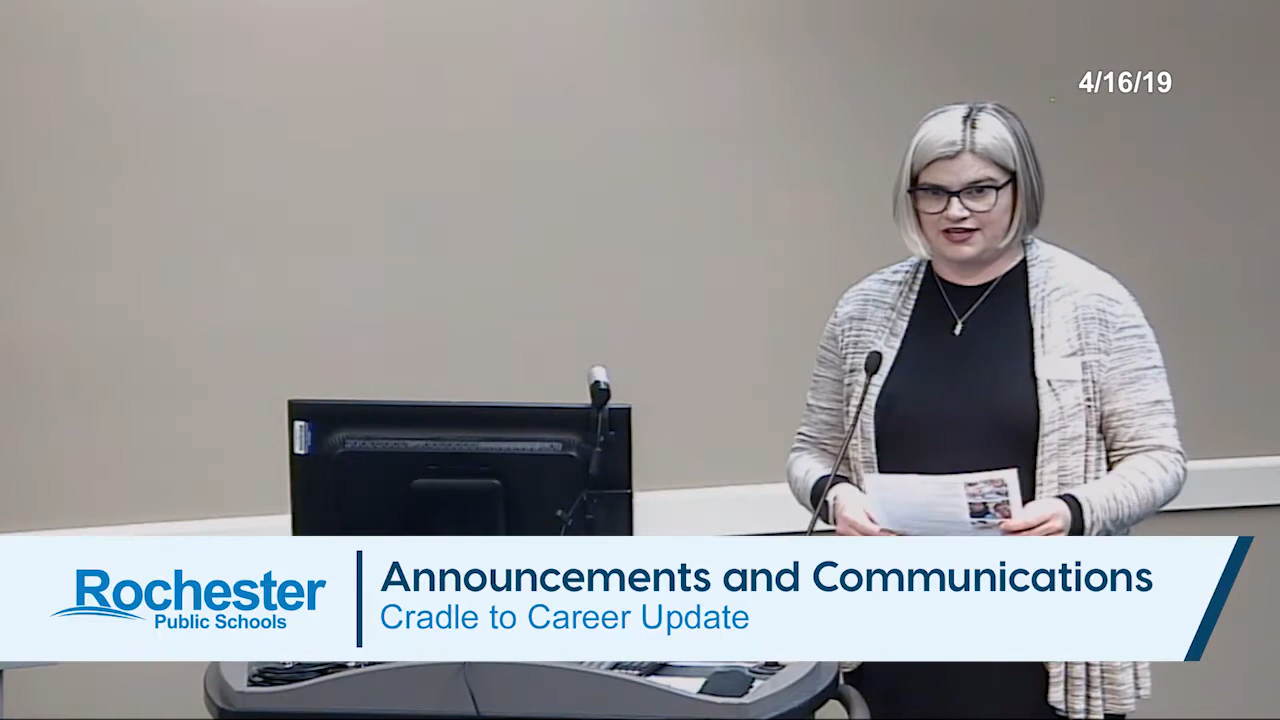 4/16/19
Rochester
Public Schools
Announcements and Communications
Cradle to Career Update